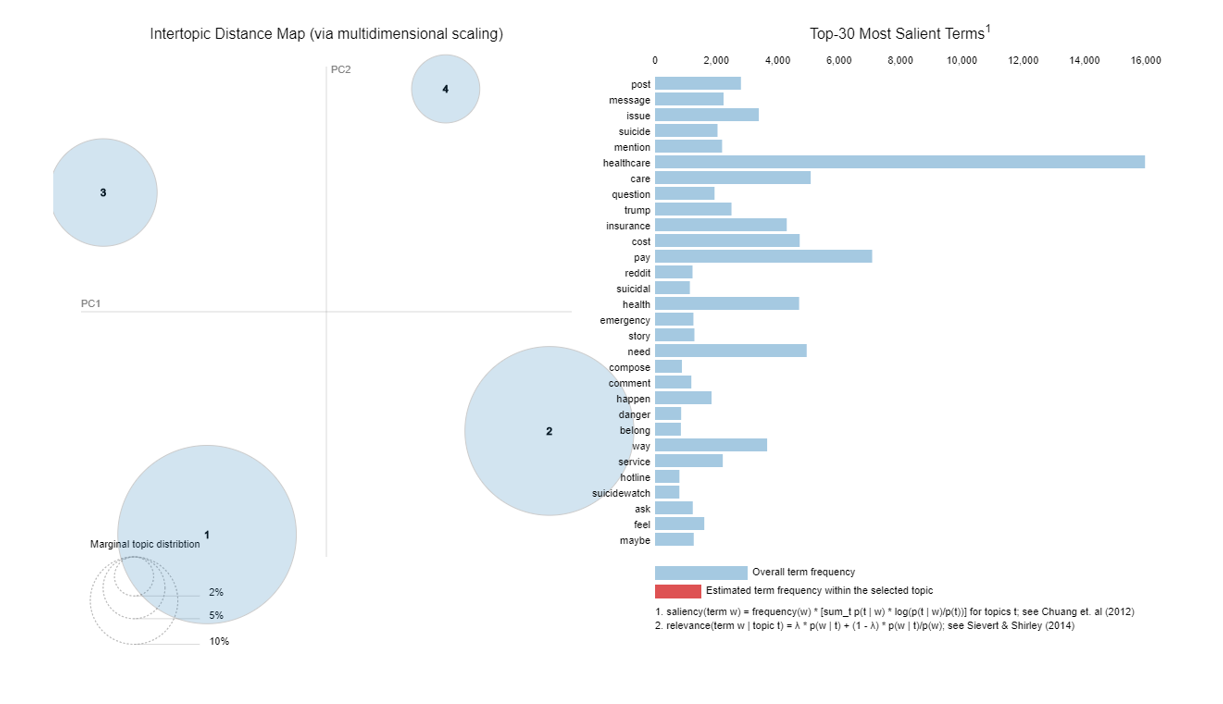 Intertopic Distance Map (via multidimensional scaling)
PC2
4
3
PC1
2
1
Marginal topic distribtion
2%
5%
10%
Top-30 Most Salient Terms1
0 2,000 4,000 6,000 8,000 10,000 12,000 14,000 16,000
post
message
issue
suicide
mention
healthcare
care
question
trump
insurance
cost
pay
reddit
suicidal
health
emergency
story
need
compose
comment
happen
danger
belong
way
service
hotline
suicidewatch
ask
feel
maybe
Overall term frequency
Estimated term frequency within the selected topic
1. saliency(term w) = frequency(w) * [sum_t p(t | w) * log(p(t | w)/p(t))] for topics t; see Chuang et. al (2012)
2. relevance(term w | topic t) = λ * p(w | t) + (1 - λ) * p(w | t)/p(w); see Sievert & Shirley (2014)